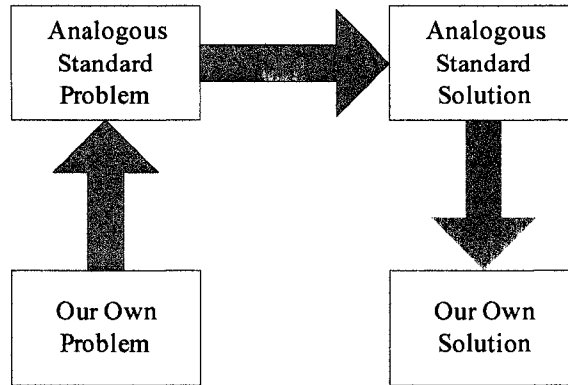 Analogous
Standard
Problem
Analogous
Standard
Solution
Our Own
Problem
Our Own
Solution